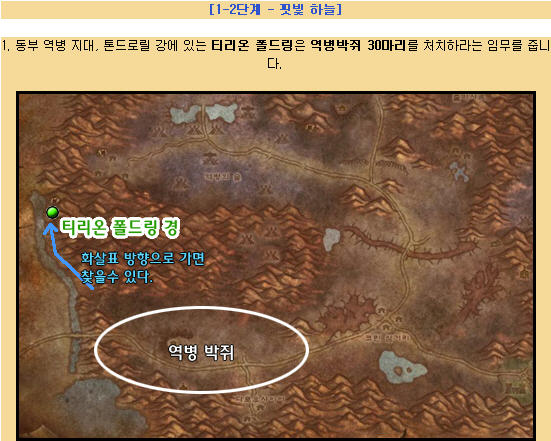 [1-2단계 - 핏빛 하늘]
1. 동부 역병 지대, 톤드로릴 강에 있는 티리온 폴드링은 역병박쥐 30마리를 처치하라는 임무를 줍니
다.
티리온 폴드링 경
화살표 방향으로 가면
찾을수 있다.
역병 박쥐